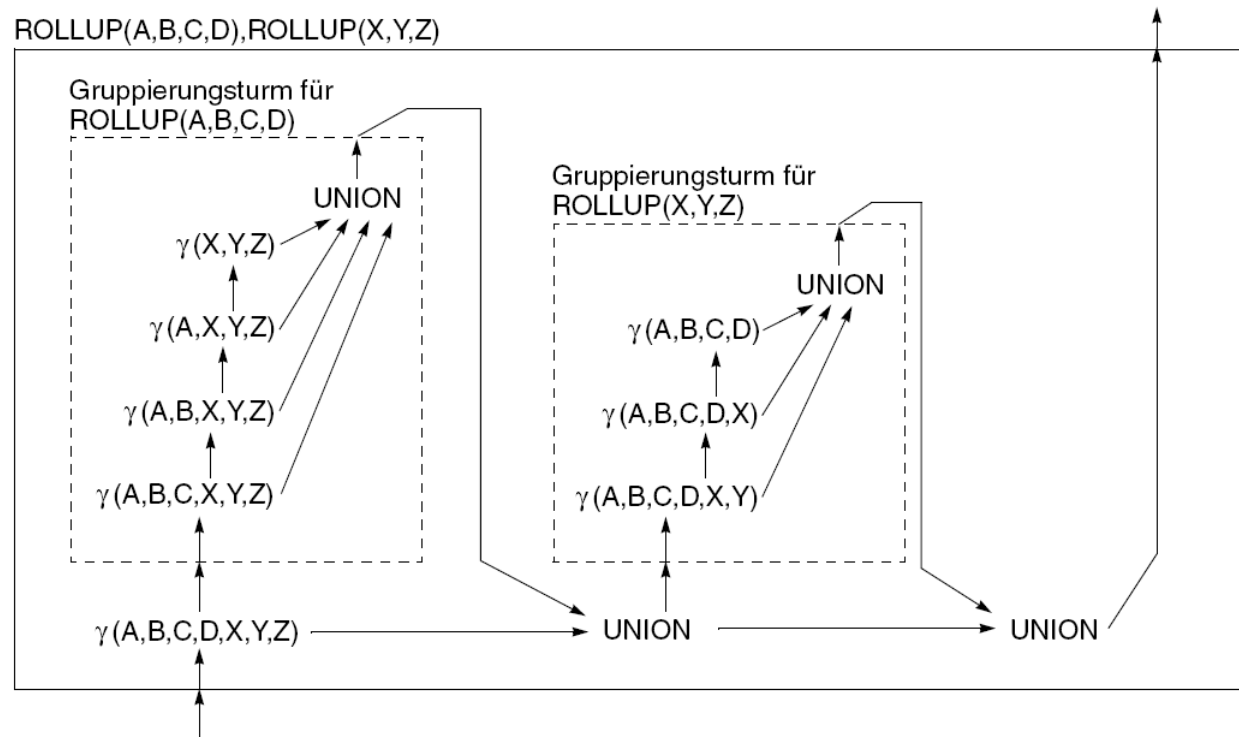 ROLLUP(A,B,C,D),ROLLUP(X,Y,Z)
Gruppierungsturm für
ROLLUP(A,B,C,D)
UNION
γ(X,Y,Z)
γ(A,X,Y,Z)
γ(A,B,X,Y,Z)
γ(A,B,C,X,Y,Z)
γ(A,B,C,D,X,Y,Z)
Gruppierungsturm für
ROLLUP(X,Y,Z)
UNION
γ(A,B,C,D)
γ(A,B,C,D,X)
γ(A,B,C,D,X,Y)
UNION
UNION